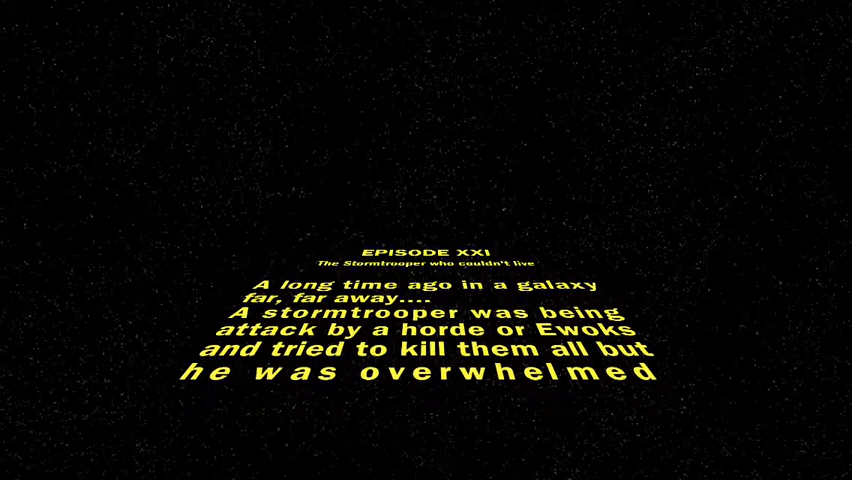 EPISODE XXI
The Stormtrooper who couldn't live
A long time ago in a galaxy
far, far away....
A stormtrooper was being
attack by a horde or Ewoks
and tried to kill them all but
he was overwhelmed